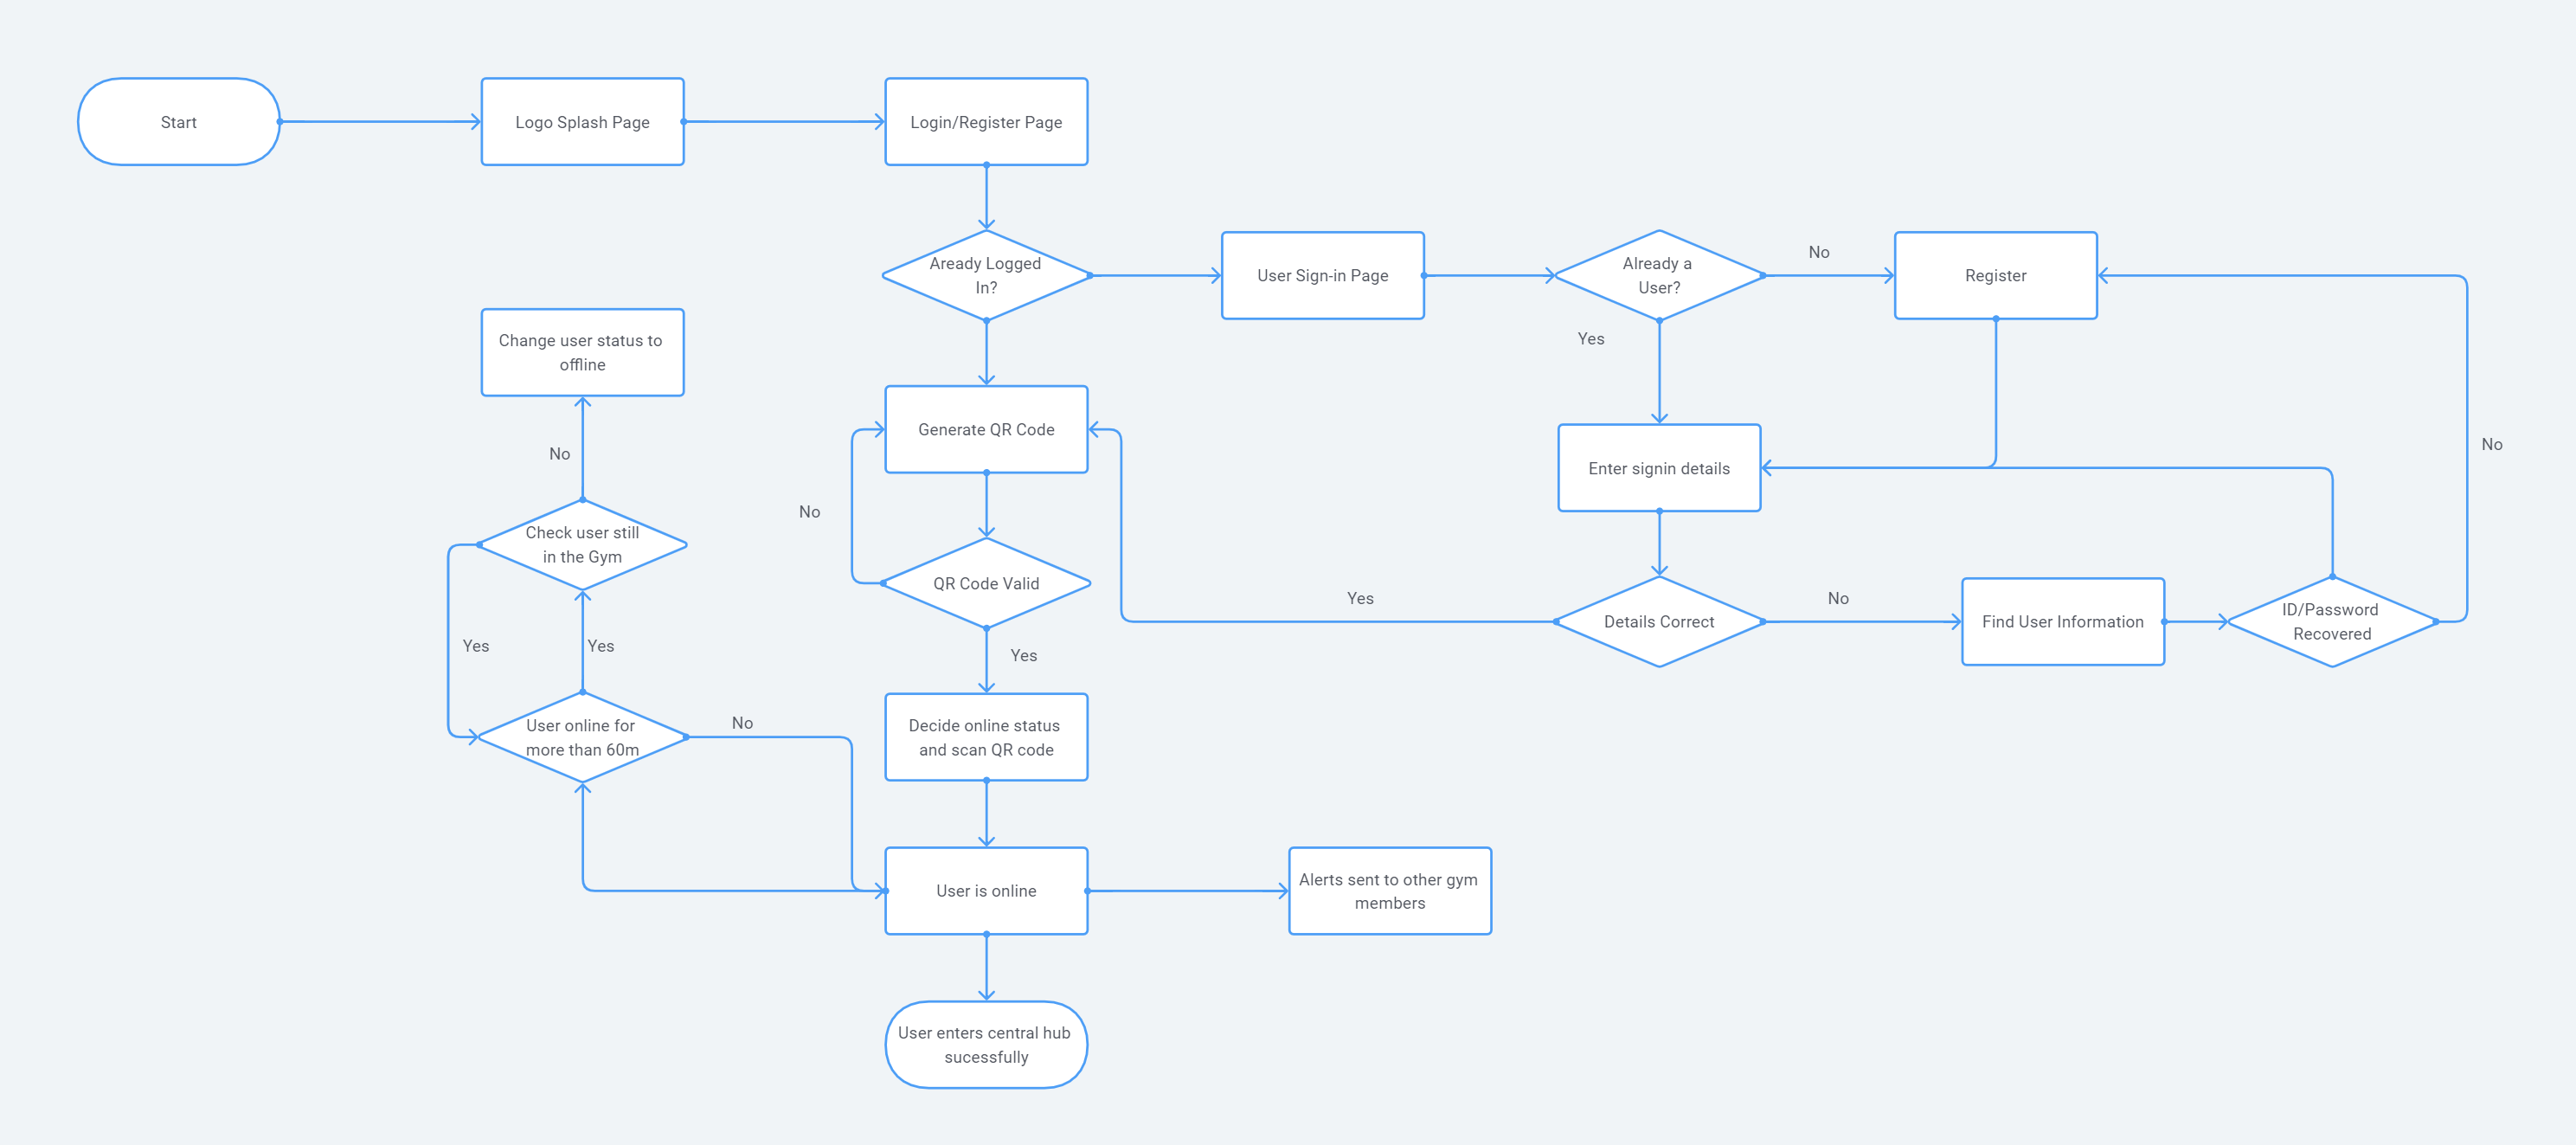 Start
Logo Splash Page
Login/Register Page
Aready Logged
In?
User Sign-in Page
Already a
User?
No
Register
Yes
Change user status to
offline
Generate QR Code
No
Enter signin details
No
No
Check user still
in the Gym
QR Code Valid
Yes
Details Correct
No
Find User Information
ID/Password
Recovered
Yes
Yes
Yes
User online for
more than 60m
No
Decide online status
and scan QR code
User is online
Alerts sent to other gym
members
User enters central hub
sucessfully